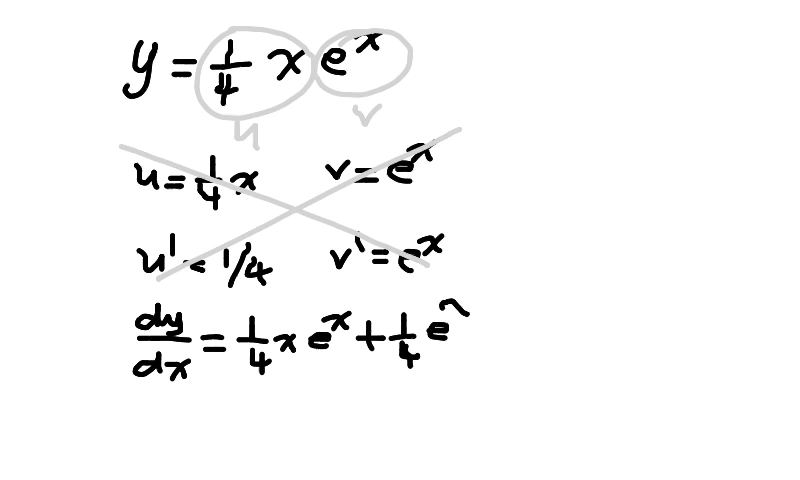 y = 1/4 x e^x
u v
u = 1/4 x v = e^x
u' = 1/4 v' = e^x
dy/dx = 1/4 x e^x + 1/4 e^x